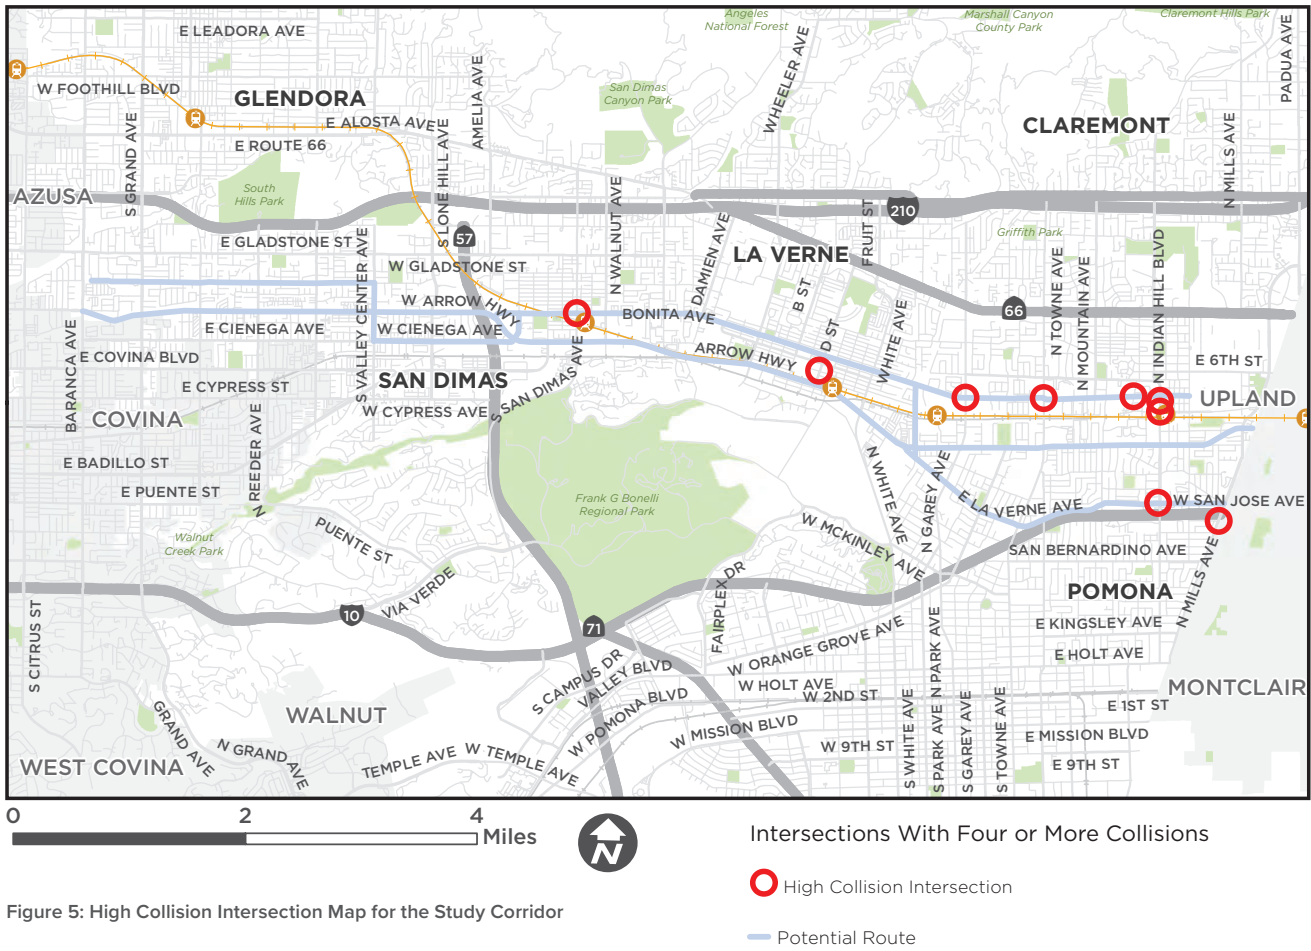 Angeles
National Forest
Marshall Canyon
County Park
Claremont Hills Park
E LEADORA AVE
PADUA AVE
WHEELER AVE
AMELIA AVE
W FOOTHILL BLVD
GLENDORA
San Dimas
Canyon Park
S GRAND AVE
E ALOSTA AVE
S LONE HILL AVE
CLAREMONT
E ROUTE 66
N MILLS AVE
AZUSA
South
Hills Park
N WALNUT AVE
210
FRUIT ST
DAMIEN AVE
Griffith Park
E GLADSTONE ST
57
LA VERNE
S VALLEY CENTER AVE
W GLADSTONE ST
N TOWNE AVE
N MOUNTAIN AVE
N INDIAN HILL BLVD
B ST
W ARROW HWY
66
BONITA AVE
E CIENEGA AVE
W CIENEGA AVE
D ST
WHITE AVE
BARANCA AVE
E COVINA BLVD
ARROW HWY
E 6TH ST
E CYPRESS ST
SAN DIMAS
S SAN DIMAS AVE
UPLAND
W CYPRESS AVE
COVINA
N REEDER AVE
E BADILLO ST
E PUENTE ST
N WHITE AVE
N GAREY AVE
Frank G Bonelli
Regional Park
E LA VERNE AVE
W SAN JOSE AVE
PUENTE ST
Walnut
Creek Park
W MCKINLEY AVE
SAN BERNARDINO AVE
N MILLS AVE
VIA VERDE
FAIRPLEX DR
POMONA
10
S CITRUS ST
71
E KINGSLEY AVE
W ORANGE GROVE AVE
N PARK AVE
E HOLT AVE
S CAMPUS DR
VALLEY BLVD
W HOLT AVE
W 2ND ST
MONTCLAIR
WALNUT
W POMONA BLVD
E 1ST ST
GRAND AVE
N GRAND AVE
W MISSION BLVD
S WHITE AVE
S PARK AVE
S GAREY AVE
S TOWNE AVE
E MISSION BLVD
W 9TH ST
WEST COVINA
TEMPLE AVE
W TEMPLE AVE
E 9TH ST
0
2
4
Miles
N
Intersections With Four or More Collisions
High Collision Intersection
Figure 5: High Collision Intersection Map for the Study Corridor
Potential Route